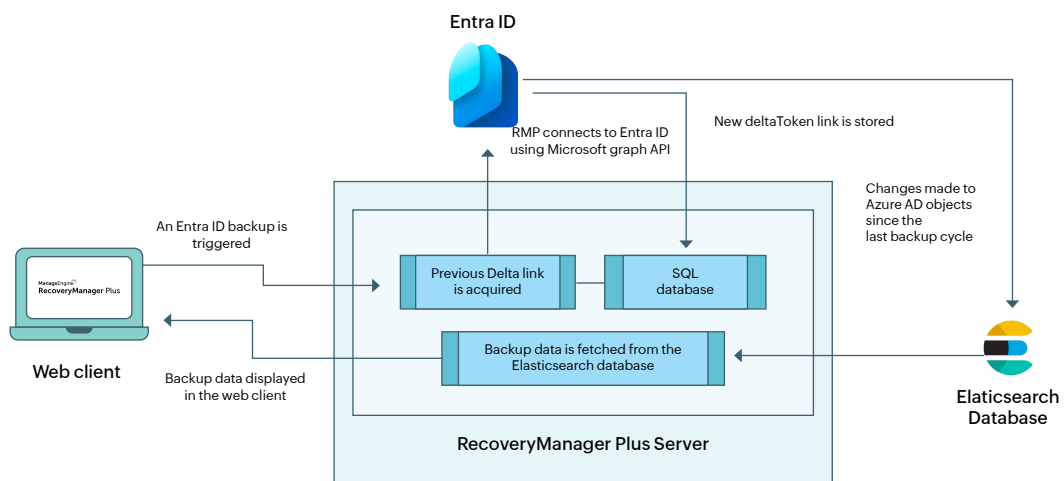 Entra ID
RMP connects to Entra ID
using Microsoft graph API
New deltaToken link is stored
Changes made to
Azure AD objects
since the
last backup cycle
An Entra ID backup is
triggered
ManageEngine
RecoveryManager Plus
Previous Delta link
is acquired
SQL
database
Backup data is fetched from the
Elasticsearch database
Web client
Backup data displayed
in the web client
Elaticsearch
Database
RecoveryManager Plus Server